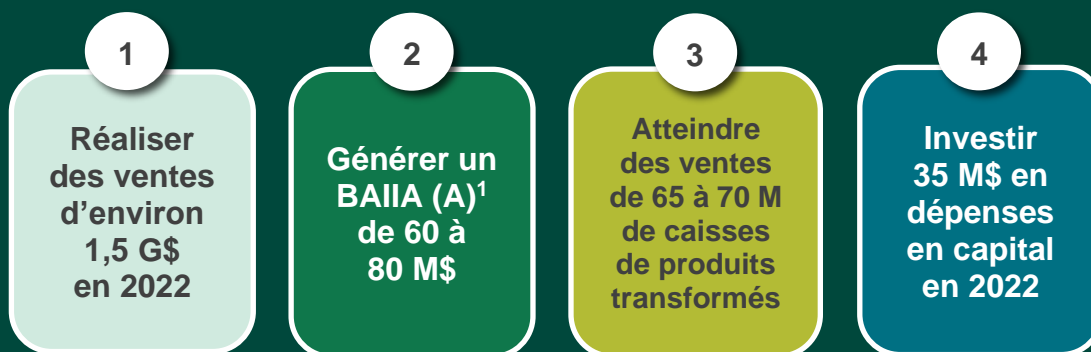 1
Réaliser
des ventes
d'environ
1,5 G$
en 2022
2
Générer un
BAIIA (A)¹
de 60 à
80 M$
3
Atteindre
des ventes
de 65 à 70 M
de caisses
de produits
transformés
4
Investir
35 M$ en
dépenses
en capital
en 2022